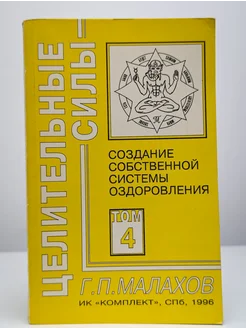 ЦЕЛИТЕЛЬНЫЕ
СИЛЫ
СОЗДАНИЕ
СОБСТВЕННОЙ
СИСТЕМЫ
ОЗДОРОВЛЕНИЯ
ТОМ
4
Г.П.МАЛАХОВ
ИК «КОМПЛЕКТ», СПб, 1996